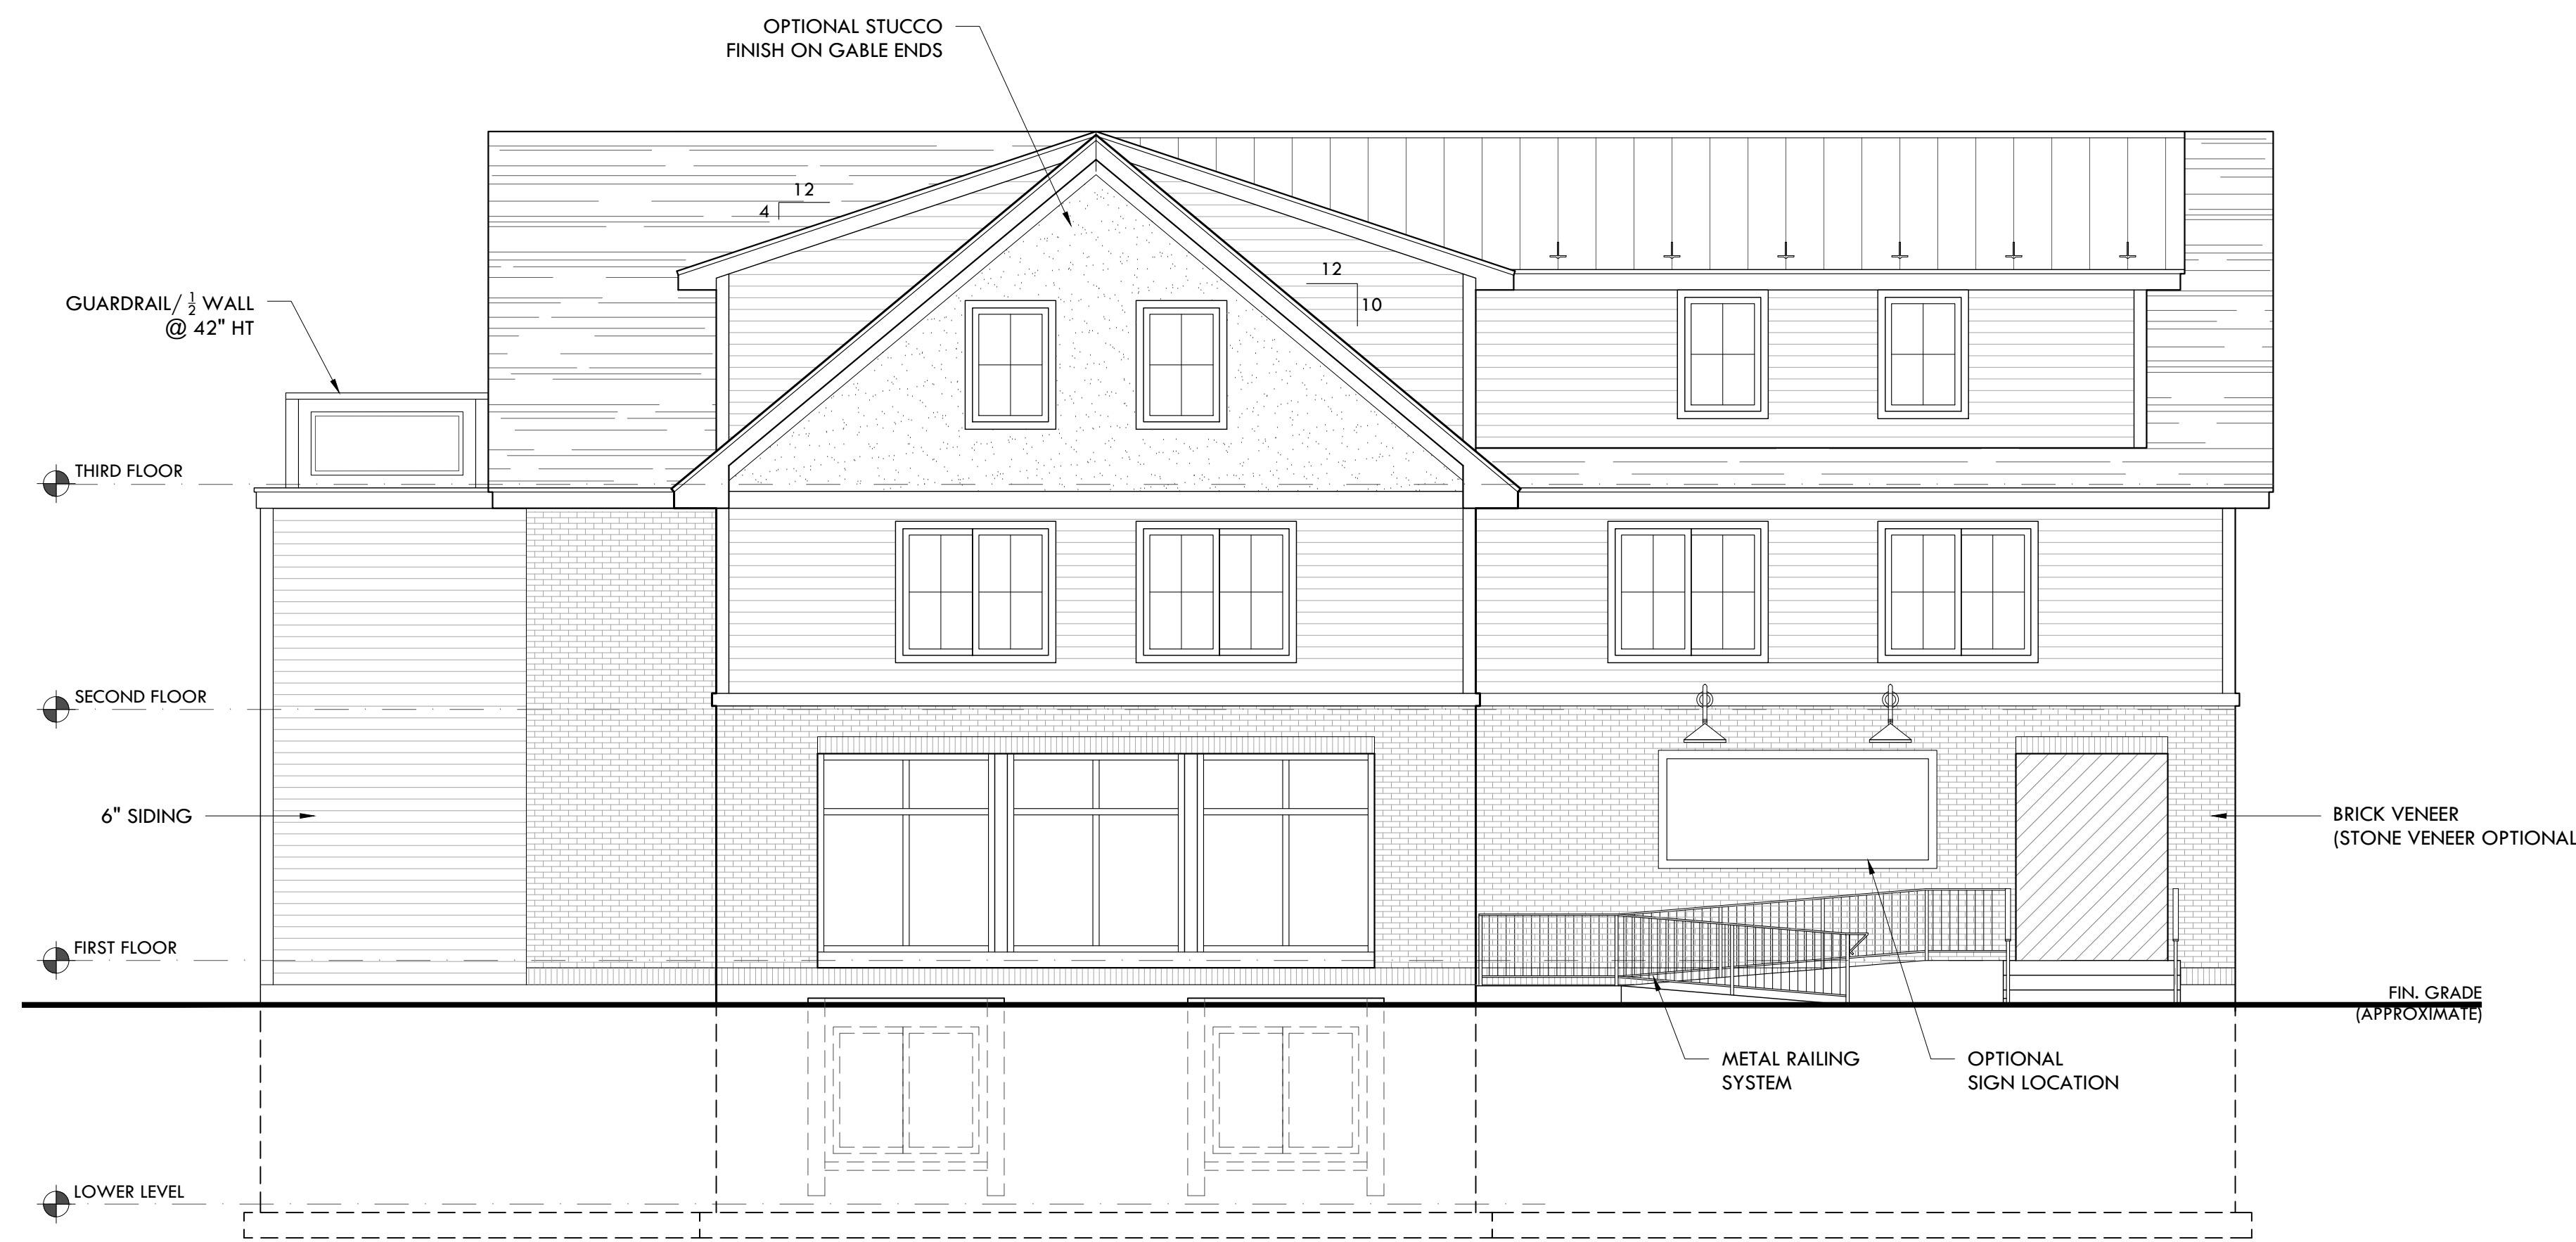 OPTIONAL STUCCO
FINISH ON GABLE ENDS
12
4
12
10
GUARDRAIL/ ½ WALL
@ 42" HT
THIRD FLOOR
SECOND FLOOR
6" SIDING
BRICK VENEER
(STONE VENEER OPTIONAL
FIRST FLOOR
FIN. GRADE
(APPROXIMATE)
METAL RAILING
SYSTEM
OPTIONAL
SIGN LOCATION
LOWER LEVEL